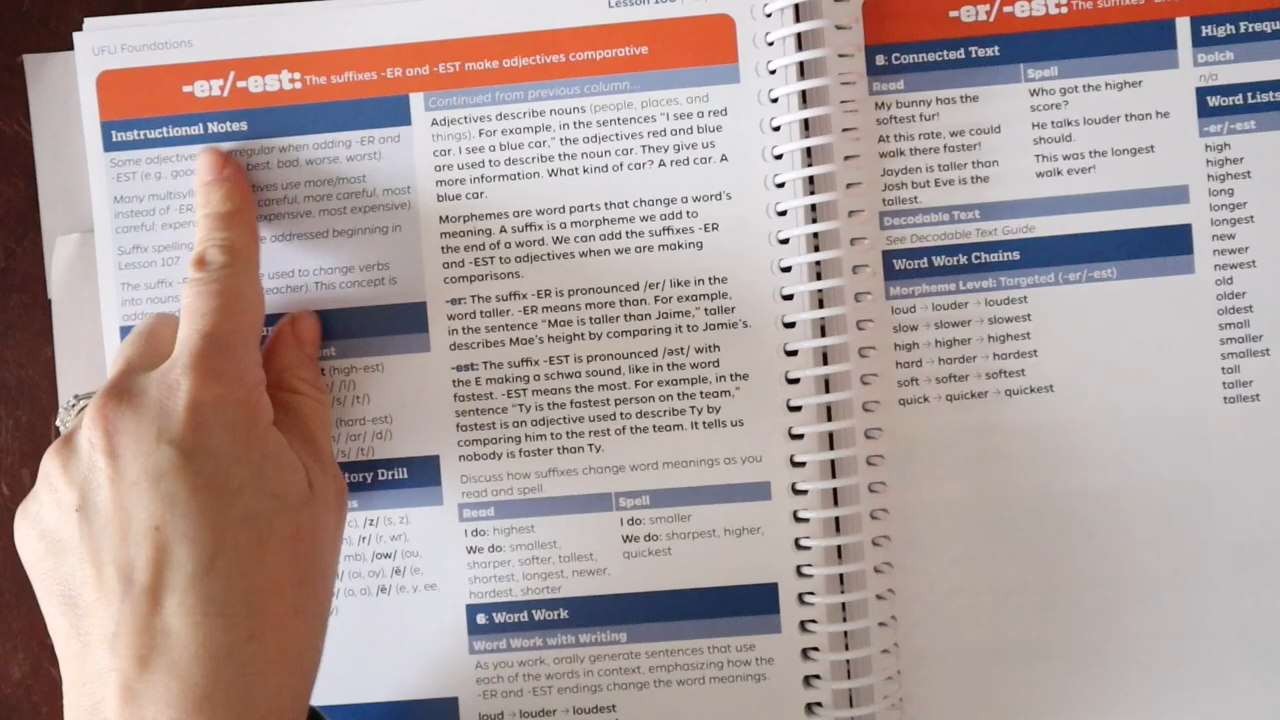 UFLI Foundations
Lesson
-er/-est: The suffixes -ER and -EST make adjectives comparative
Instructional Notes
Some adjectives regular when adding -ER and
-EST (e.g., good best, bad, worse, worst).
Many multisyll use more/most
instead of -ER careful, more careful, most
careful; expen expensive, most expensive)
Suffix spelling e addressed beginning in
Lesson 107
The suffix -E e used to change verbs
into nouns eacher). This concept is
addres
t (high-est)
/s/ /t/)
(hard-est)
/ar/ /d/)
/s/ /t/)
tory Drill
c), /z/ (s, z),
/r/ (r, wr),
mb), /ow/ (ou,
(oi, oy), /ĕ/ (e,
(o, a), /ē/ (e, y, ee,
Continued from previous column...
Adjectives describe nouns (people, places, and
things). For example, in the sentences "I see a red
car. I see a blue car," the adjectives red and blue
are used to describe the noun car. They give us
more information. What kind of car? A red car. A
blue car.
Morphemes are word parts that change a word's
meaning. A suffix is a morpheme we add to
the end of a word. We can add the suffixes -ER
and -EST to adjectives when we are making
comparisons.
-er: The suffix -ER is pronounced /er/ like in the
word taller. -ER means more than. For example,
in the sentence "Mae is taller than Jaime," taller
describes Mae's height by comparing it to Jamie's.
-est: The suffix -EST is pronounced /əst/ with
the E making a schwa sound, like in the word
fastest. -EST means the most. For example, in the
sentence "Ty is the fastest person on the team,"
fastest is an adjective used to describe Ty by
comparing him to the rest of the team. It tells us
nobody is faster than Ty.
Discuss how suffixes change word meanings as you
read and spell.
Read Spell
I do: highest I do: smaller
We do: smallest, We do: sharpest, higher,
sharper, softer, tallest, quickest
shortest, longest, newer,
hardest, shorter
6: Word Work
Word Work with Writing
As you work, orally generate sentences that use
each of the words in context, emphasizing how the
-ER and -EST endings change the word meanings.
loud → louder → loudest
-er/-est: The suffixes
8: Connected Text
Read Spell
My bunny has the Who got the higher
softest fur! score?
At this rate, we could He talks louder than he
walk there faster! should.
Jayden is taller than This was the longest
Josh but Eve is the walk ever!
tallest.
Decodable Text
See Decodable Text Guide
Word Work Chains
Morpheme Level: Targeted (-er/-est)
loud → louder → loudest
slow → slower → slowest
high → higher → highest
hard → harder → hardest
soft → softer → softest
quick → quicker → quickest
High Frequ
Dolch
n/a
Word Lists
-er/-est
high
higher
highest
long
longer
longest
new
newer
newest
old
older
oldest
small
smaller
smallest
tall
taller
tallest